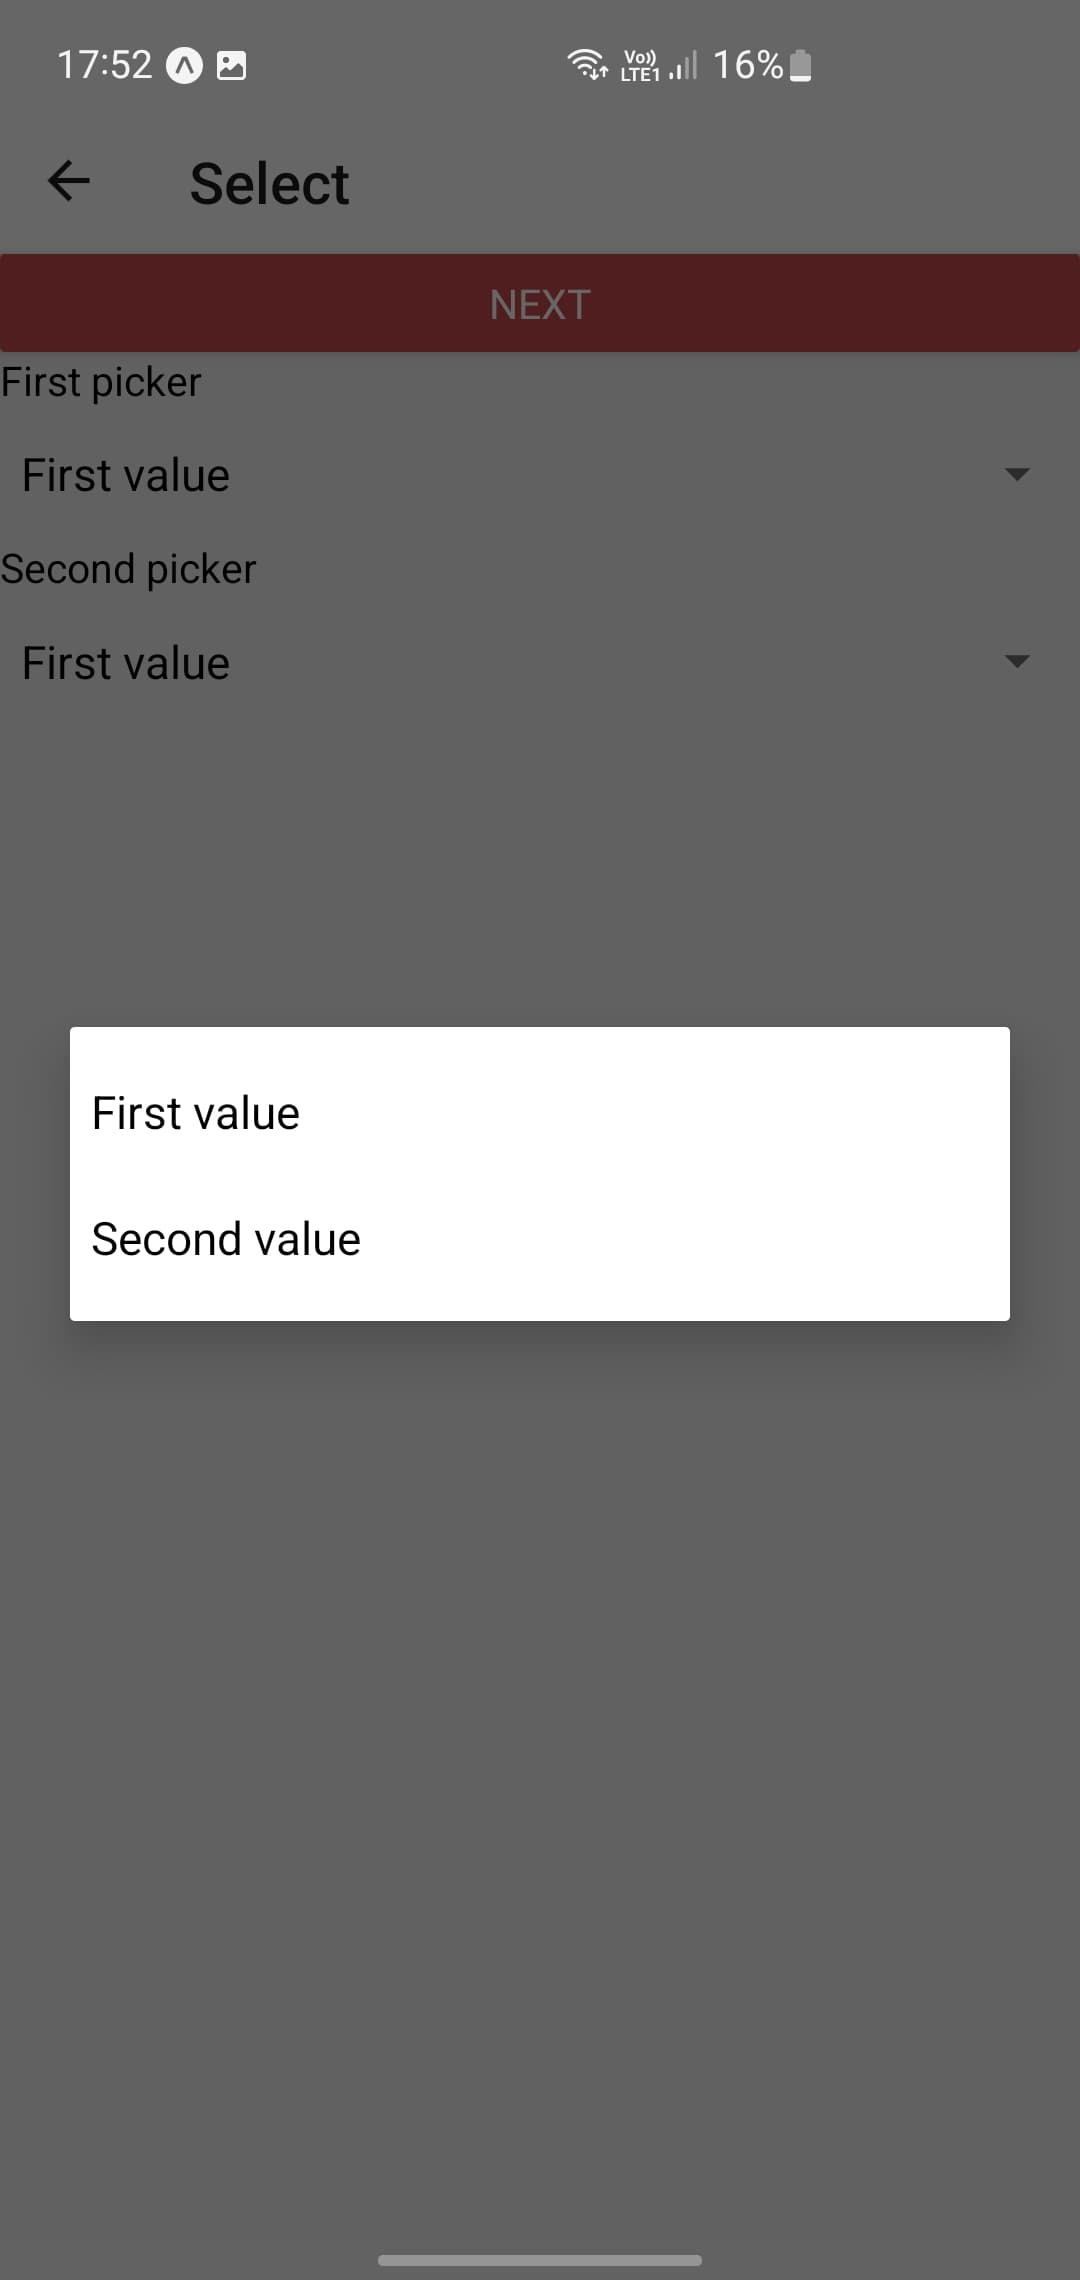 17:52 Vo)) LTE1 16%
Select
NEXT
First picker
First value
Second picker
First value
First value
Second value